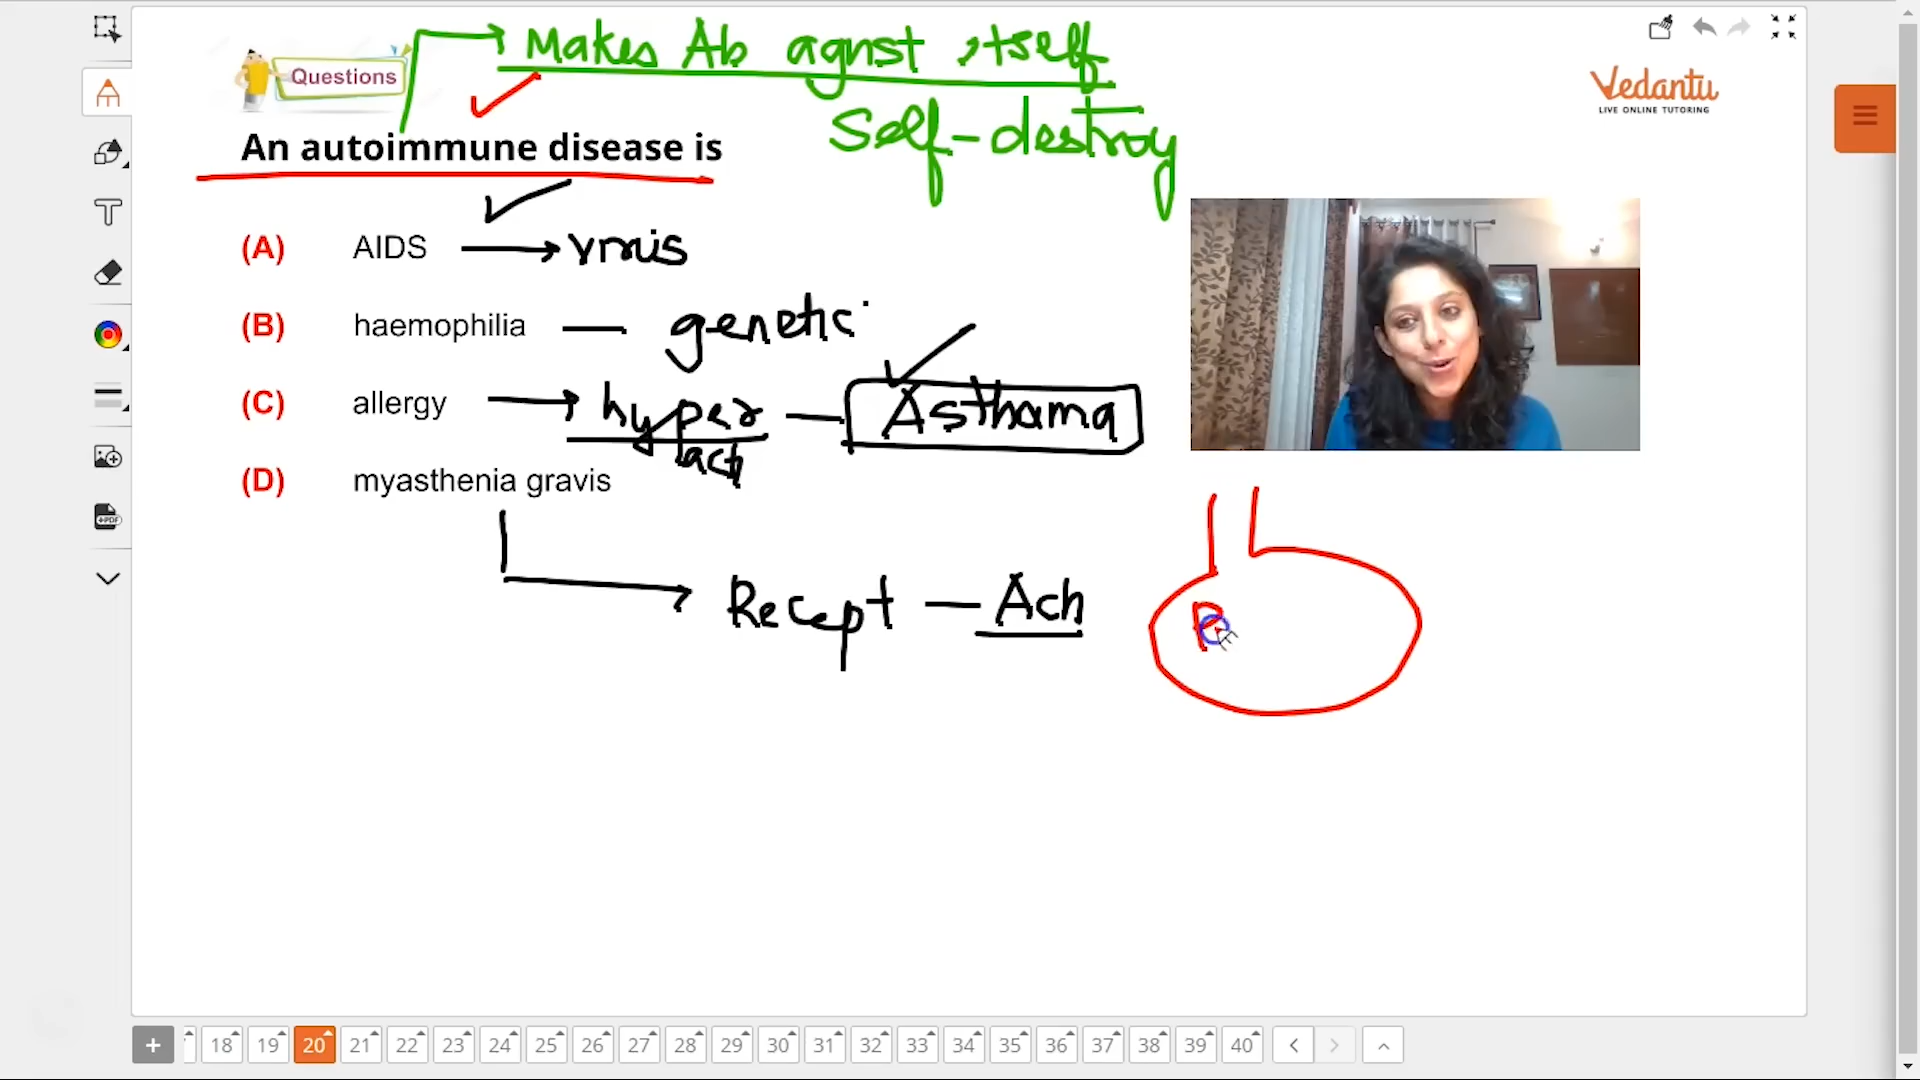 Makes Ab agnst itself
Questions
Vedantu
LIVE ONLINE TUTORING
Self-destroy
An autoimmune disease is
(A) AIDS → virus
(B) haemophilia — genetic
(C) allergy → hyper — Asthama
(D) myasthenia gravis
Recept — Ach
R
+PDF
+ 18 19 20 21 22 23 24 25 26 27 28 29 30 31 32 33 34 35 36 37 38 39 40